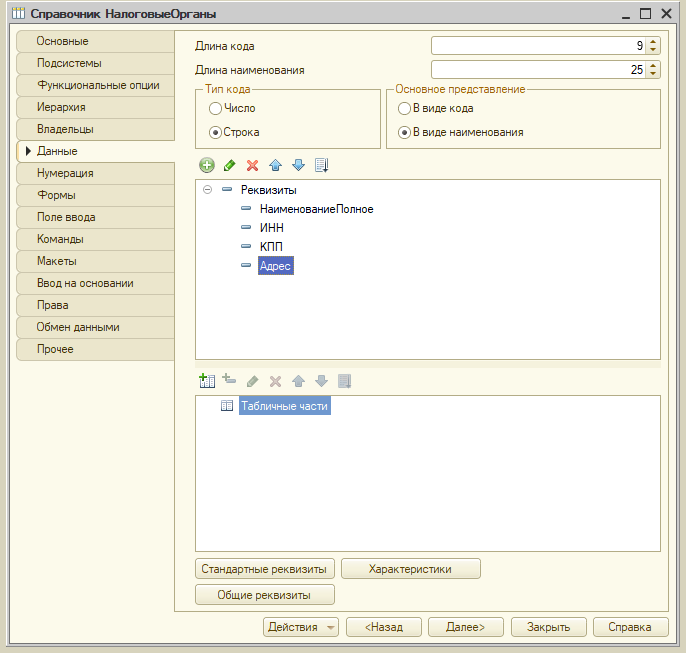 Справочник НалоговыеОрганы
Основные
Подсистемы
Функциональные опции
Иерархия
Владельцы
Данные
Нумерация
Формы
Поле ввода
Команды
Макеты
Ввод на основании
Права
Обмен данными
Прочее
Длина кода 9
Длина наименования 25
Тип кода
Число
Строка
Основное представление
В виде кода
В виде наименования
Реквизиты
НаименованиеПолное
ИНН
КПП
Адрес
Табличные части
Стандартные реквизиты Характеристики
Общие реквизиты
Действия <Назад Далее> Закрыть Справка